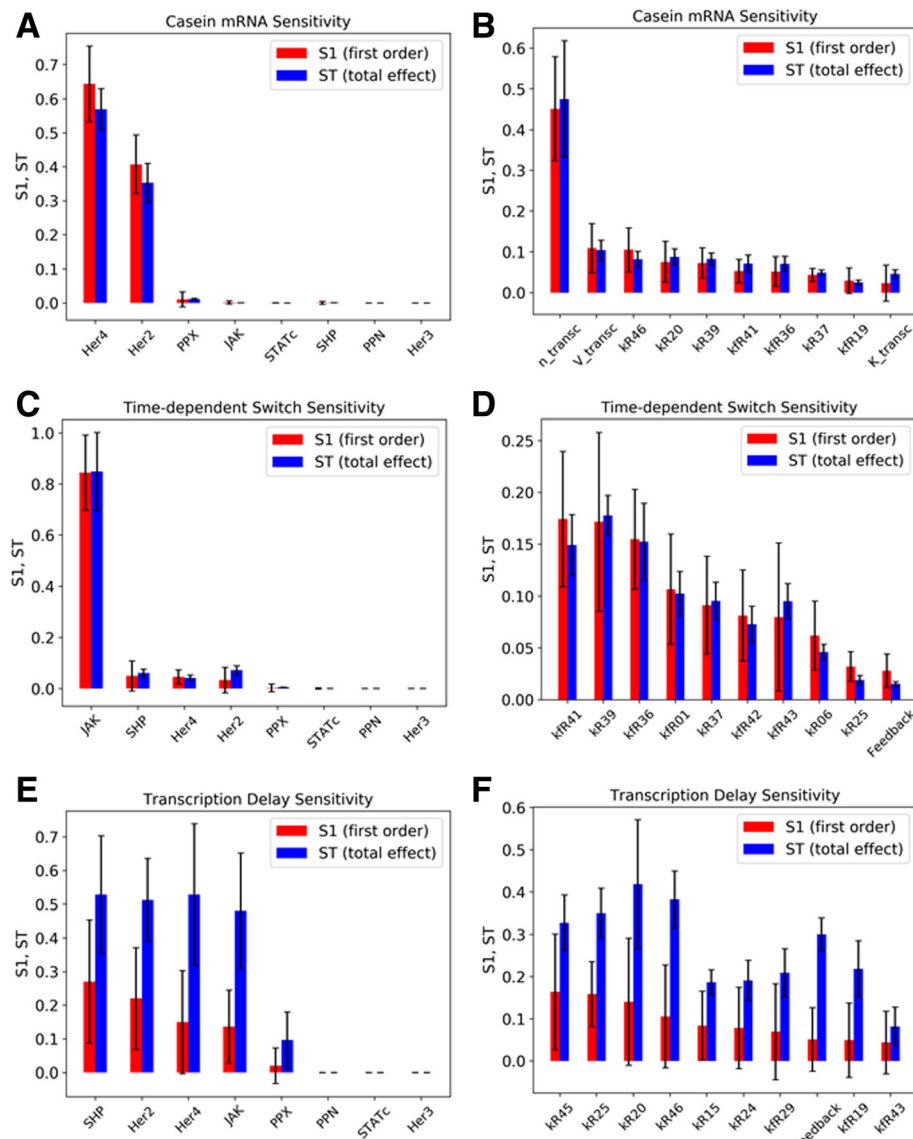 A
Casein mRNA Sensitivity
S1 (first order)
ST (total effect)
S1, ST
0.7
0.6
0.5
0.4
0.3
0.2
0.1
0.0
Her4 Her2 PPX JAK STATc SHP PPN Her3
B
Casein mRNA Sensitivity
S1 (first order)
ST (total effect)
S1, ST
0.6
0.5
0.4
0.3
0.2
0.1
0.0
n_transc V_transc kR46 kR20 kR39 kfR41 kfR36 kR37 kfR19 K_transc
C
Time-dependent Switch Sensitivity
S1 (first order)
ST (total effect)
S1, ST
1.0
0.8
0.6
0.4
0.2
0.0
JAK SHP Her4 Her2 PPX STATc PPN Her3
D
Time-dependent Switch Sensitivity
S1 (first order)
ST (total effect)
S1, ST
0.25
0.20
0.15
0.10
0.05
0.00
kfR41 kR39 kfR36 kfR01 kR37 kfR42 kfR43 kR06 kR25 Feedback
E
Transcription Delay Sensitivity
S1 (first order)
ST (total effect)
S1, ST
0.7
0.6
0.5
0.4
0.3
0.2
0.1
0.0
SHP Her2 Her4 JAK PPX PPN STATc Her3
F
Transcription Delay Sensitivity
S1 (first order)
ST (total effect)
S1, ST
0.6
0.5
0.4
0.3
0.2
0.1
0.0
kR45 kR25 kR20 kR46 kR15 kR24 kfR29 eedback kfR19 kfR43